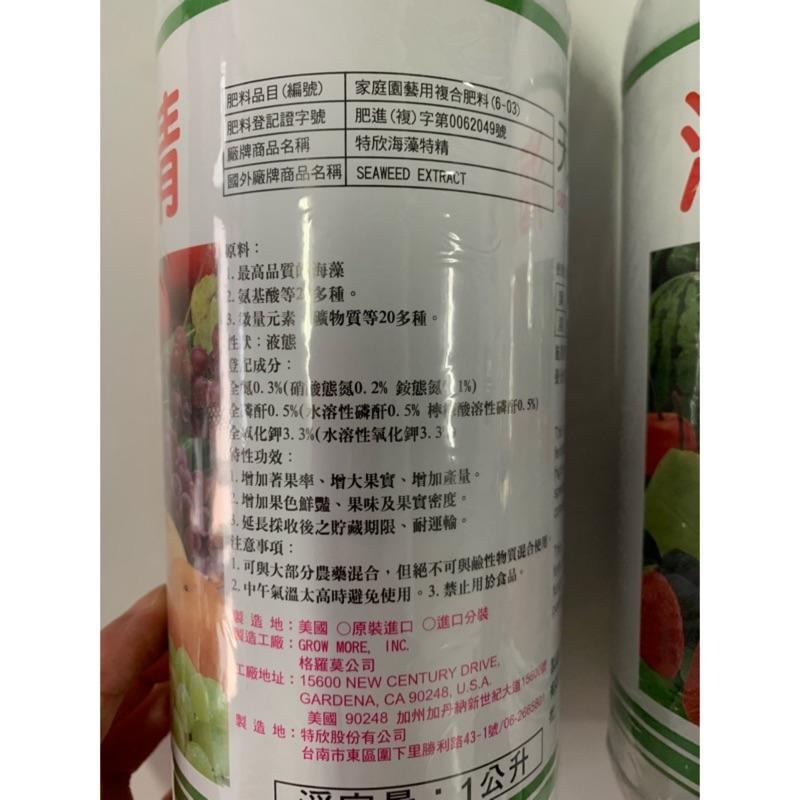 精
肥料品目(編號) 家庭園藝用複合肥料(6-03)
肥料登記證字號 肥進(複)字第0062049號
廠牌商品名稱 特欣海藻特精
國外廠牌商品名稱 SEAWEED EXTRACT
原料：
1.最高品質的海藻
2.氨基酸等2 多種。
3.微量元素 礦物質等20多種。
性狀：液態
登記成分：
全氮0.3%(硝酸態氮0.2% 銨態氮 1%)
全磷酐0.5%(水溶性磷酐0.5% 檸檬酸溶性磷酐0.5%)
全氧化鉀3.3%(水溶性氧化鉀3.3%)
特性功效：
1.增加著果率、增大果實、增加產量。
2.增加果色鮮豔、果味及果實密度。
3.延長採收後之貯藏期限、耐運輸。
注意事項：
1.可與大部分農藥混合，但絕不可與鹼性物質混合使用。
2.中午氣溫太高時避免使用。3.禁止用於食品。
製 造 地：美國 ○原裝進口 ○進口分裝
製造工廠：GROW MORE, INC.
格羅莫公司
工廠地址：15600 NEW CENTURY DRIVE,
GARDENA, CA 90248, U.S.A.
美國 90248 加州加丹納新世紀大道15600號
製 造 地：特欣股份有限公司
台南市東區圍下里勝利路43-1號/06-2665801
淨容量：1公升